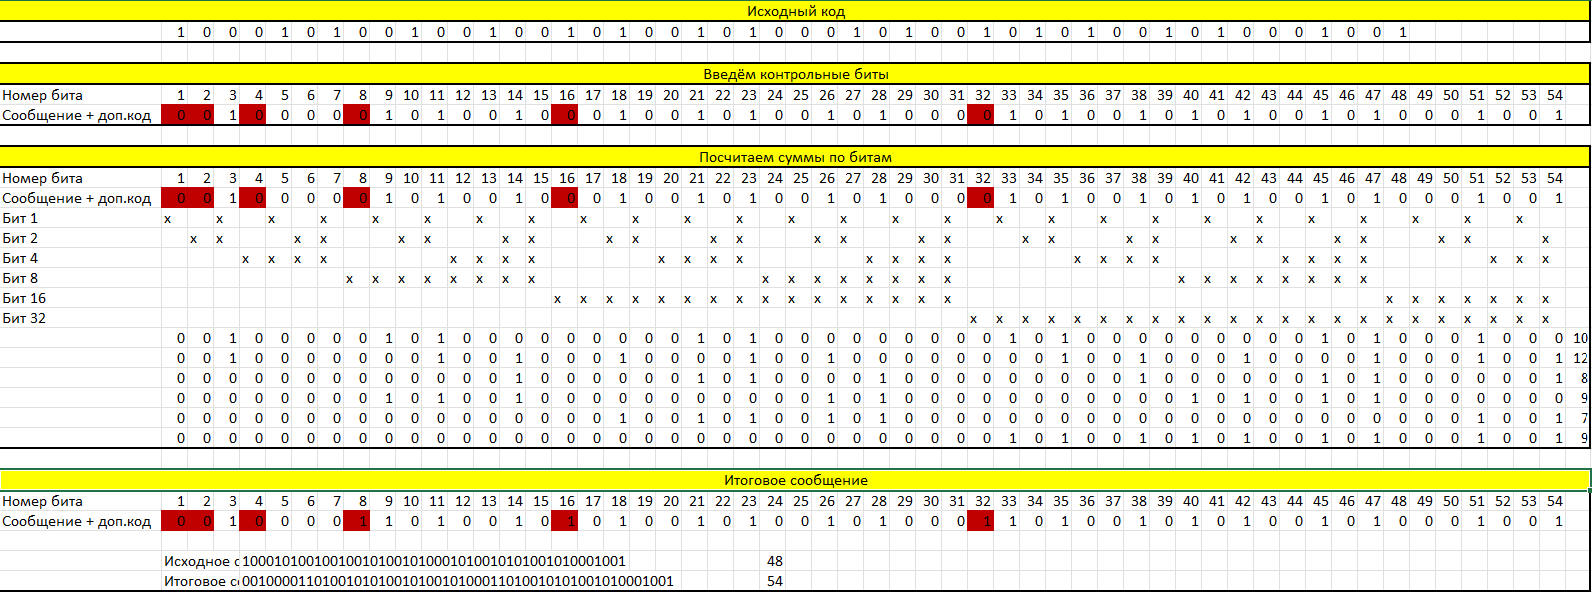 Исходный код
1 0 0 0 1 0 1 0 0 1 0 0 1 0 0 1 0 1 0 0 1 0 1 0 0 0 1 0 1 0 0 1 0 1 0 1 0 0 1 0 1 0 0 0 1 0 0 1
Введём контрольные биты
Номер бита 1 2 3 4 5 6 7 8 9 10 11 12 13 14 15 16 17 18 19 20 21 22 23 24 25 26 27 28 29 30 31 32 33 34 35 36 37 38 39 40 41 42 43 44 45 46 47 48 49 50 51 52 53 54
Сообщение + доп.код 0 0 1 0 0 0 0 0 1 0 1 0 0 1 0 0 0 1 0 0 1 0 1 0 0 1 0 1 0 0 0 0 1 0 1 0 0 1 0 1 0 1 0 0 1 0 1 0 0 0 1 0 0 1
Посчитаем суммы по битам
Номер бита 1 2 3 4 5 6 7 8 9 10 11 12 13 14 15 16 17 18 19 20 21 22 23 24 25 26 27 28 29 30 31 32 33 34 35 36 37 38 39 40 41 42 43 44 45 46 47 48 49 50 51 52 53 54
Сообщение + доп.код 0 0 1 0 0 0 0 0 1 0 1 0 0 1 0 0 0 1 0 0 1 0 1 0 0 1 0 1 0 0 0 0 1 0 1 0 0 1 0 1 0 1 0 0 1 0 1 0 0 0 1 0 0 1
Бит 1 x x x x x x x x x x x x x x x x x x x x x x x x x x x
Бит 2 x x x x x x x x x x x x x x x x x x x x x x x x x x x
Бит 4 x x x x x x x x x x x x x x x x x x x x x x x x x x x
Бит 8 x x x x x x x x x x x x x x x x x x x x x x x x
Бит 16 x x x x x x x x x x x x x x x x x x x x x x x
Бит 32 x x x x x x x x x x x x x x x x x x x x x x x
0 0 1 0 0 0 0 0 1 0 1 0 0 0 0 0 0 0 0 0 1 0 1 0 0 0 0 0 0 0 0 0 1 0 1 0 0 0 0 0 0 0 0 0 1 0 1 0 0 0 1 0 0 0 10
0 0 1 0 0 0 0 0 0 0 1 0 0 1 0 0 0 1 0 0 0 0 1 0 0 1 0 0 0 0 0 0 0 0 1 0 0 1 0 0 0 1 0 0 0 0 1 0 0 0 1 0 0 1 12
0 0 0 0 0 0 0 0 0 0 0 0 0 1 0 0 0 0 0 0 1 0 1 0 0 0 0 1 0 0 0 0 0 0 0 0 0 1 0 0 0 0 0 0 1 0 1 0 0 0 0 0 0 1 8
0 0 0 0 0 0 0 0 1 0 1 0 0 1 0 0 0 0 0 0 0 0 0 0 0 1 0 1 0 0 0 0 0 0 0 0 0 0 0 1 0 1 0 0 1 0 1 0 0 0 0 0 0 0 9
0 0 0 0 0 0 0 0 0 0 0 0 0 0 0 0 0 1 0 0 1 0 1 0 0 1 0 1 0 0 0 0 0 0 0 0 0 0 0 0 0 0 0 0 0 0 0 0 0 0 1 0 0 1 7
0 0 0 0 0 0 0 0 0 0 0 0 0 0 0 0 0 0 0 0 0 0 0 0 0 0 0 0 0 0 0 0 1 0 1 0 0 1 0 1 0 1 0 0 1 0 1 0 0 0 1 0 0 1 9
Итоговое сообщение
Номер бита 1 2 3 4 5 6 7 8 9 10 11 12 13 14 15 16 17 18 19 20 21 22 23 24 25 26 27 28 29 30 31 32 33 34 35 36 37 38 39 40 41 42 43 44 45 46 47 48 49 50 51 52 53 54
Сообщение + доп.код 0 0 1 0 0 0 0 1 1 0 1 0 0 1 0 1 0 1 0 0 1 0 1 0 0 1 0 1 0 0 0 1 1 0 1 0 0 1 0 1 0 1 0 0 1 0 1 0 0 0 1 0 0 1
Исходное с 100010100100100101001010001010010101001010001001 48
Итоговое со 001000011010010101001010010100011010010101001010001001 54